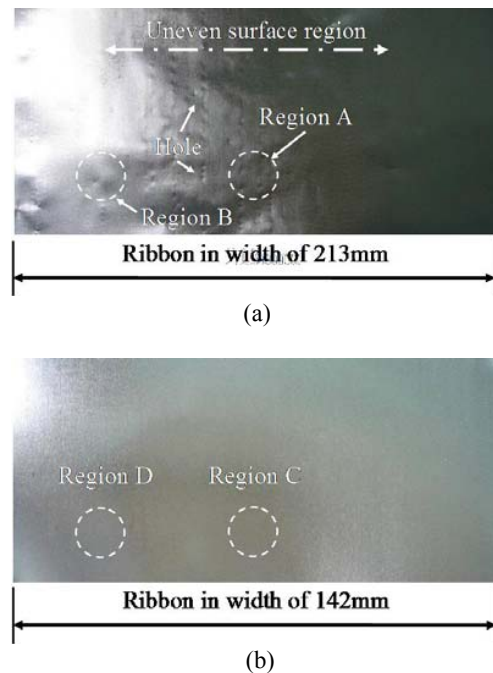 Uneven surface region
Region A
Hole
Region B
Ribbon in width of 213mm
(a)
Region D
Region C
Ribbon in width of 142mm
(b)